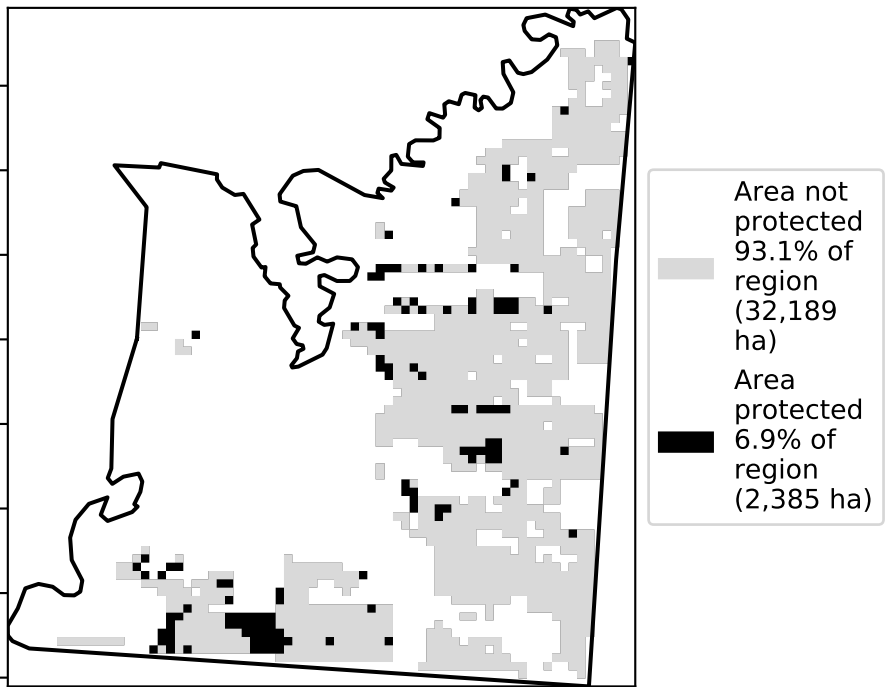 Area not
protected
93.1% of
region
(32,189
ha)
Area
protected
6.9% of
region
(2,385 ha)